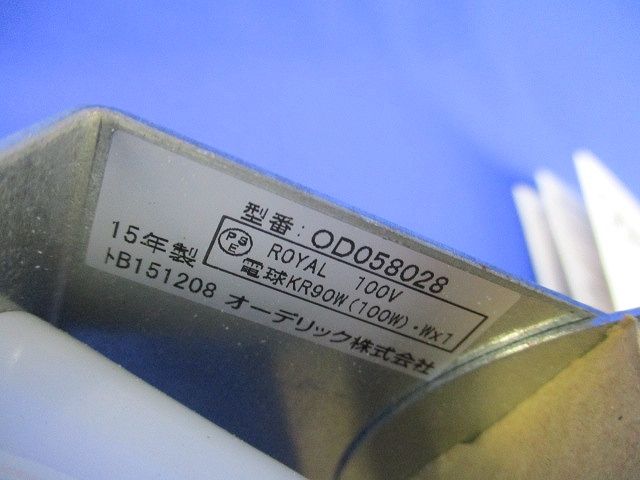 型番: OD058028
PSE ROYAL 100V
15年製 電球KR90W(100W)・Wx1
トB151208 オーデリック株式会社